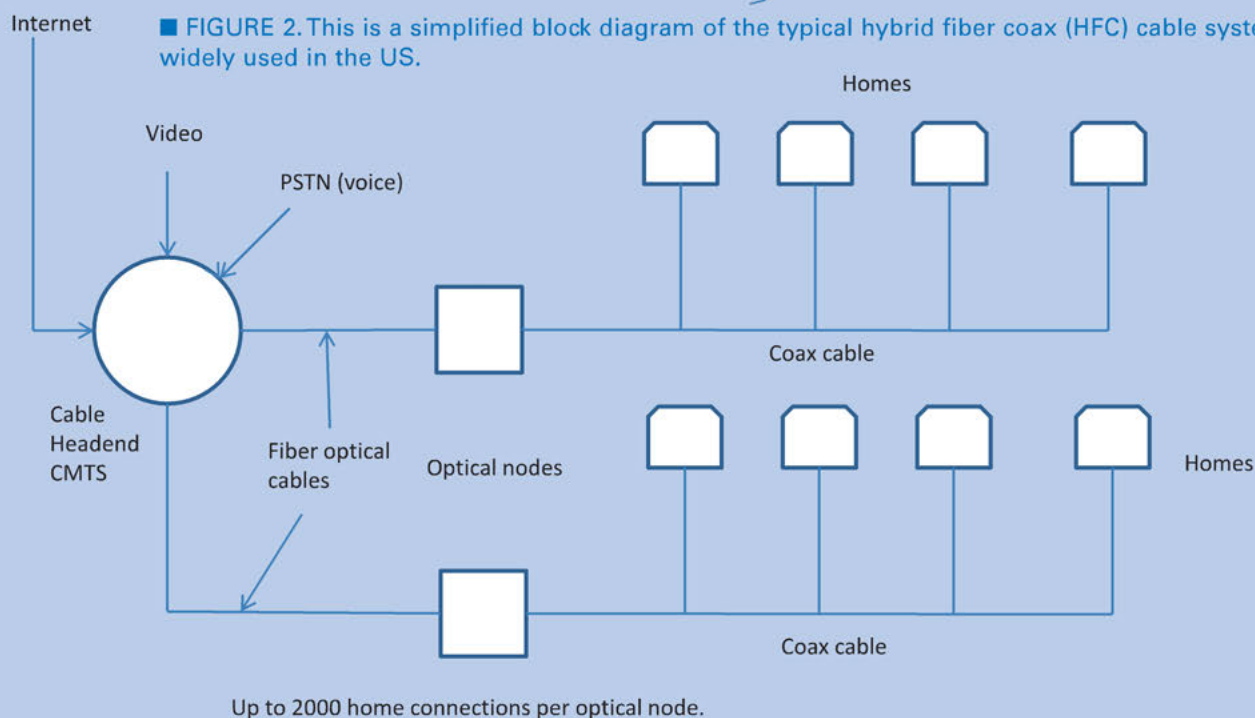 Internet
■ FIGURE 2. This is a simplified block diagram of the typical hybrid fiber coax (HFC) cable
widely used in the US.
Homes
Video
PSTN (voice)
Coax cable
Cable
Headend
CMTS
Fiber optical
cables
Optical nodes
Homes
Coax cable
Up to 2000 home connections per optical node.